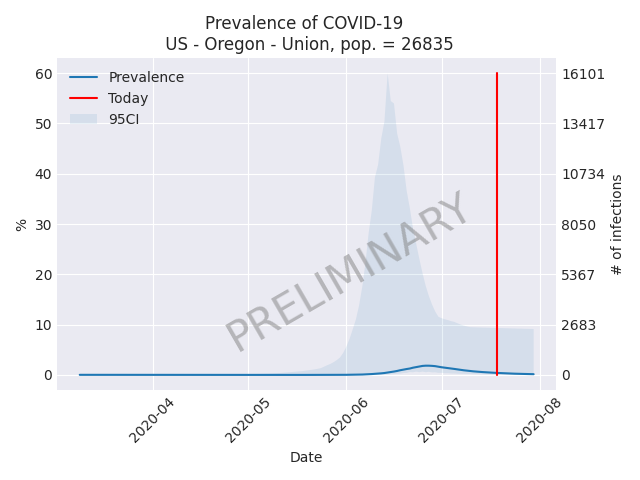 Prevalence of COVID-19
US - Oregon - Union, pop. = 26835
Prevalence
Today
95CI
60
50
40
30
20
10
0
%
16101
13417
10734
8050
5367
2683
0
# of infections
PRELIMINARY
2020-04
2020-05
2020-06
2020-07
2020-08
Date